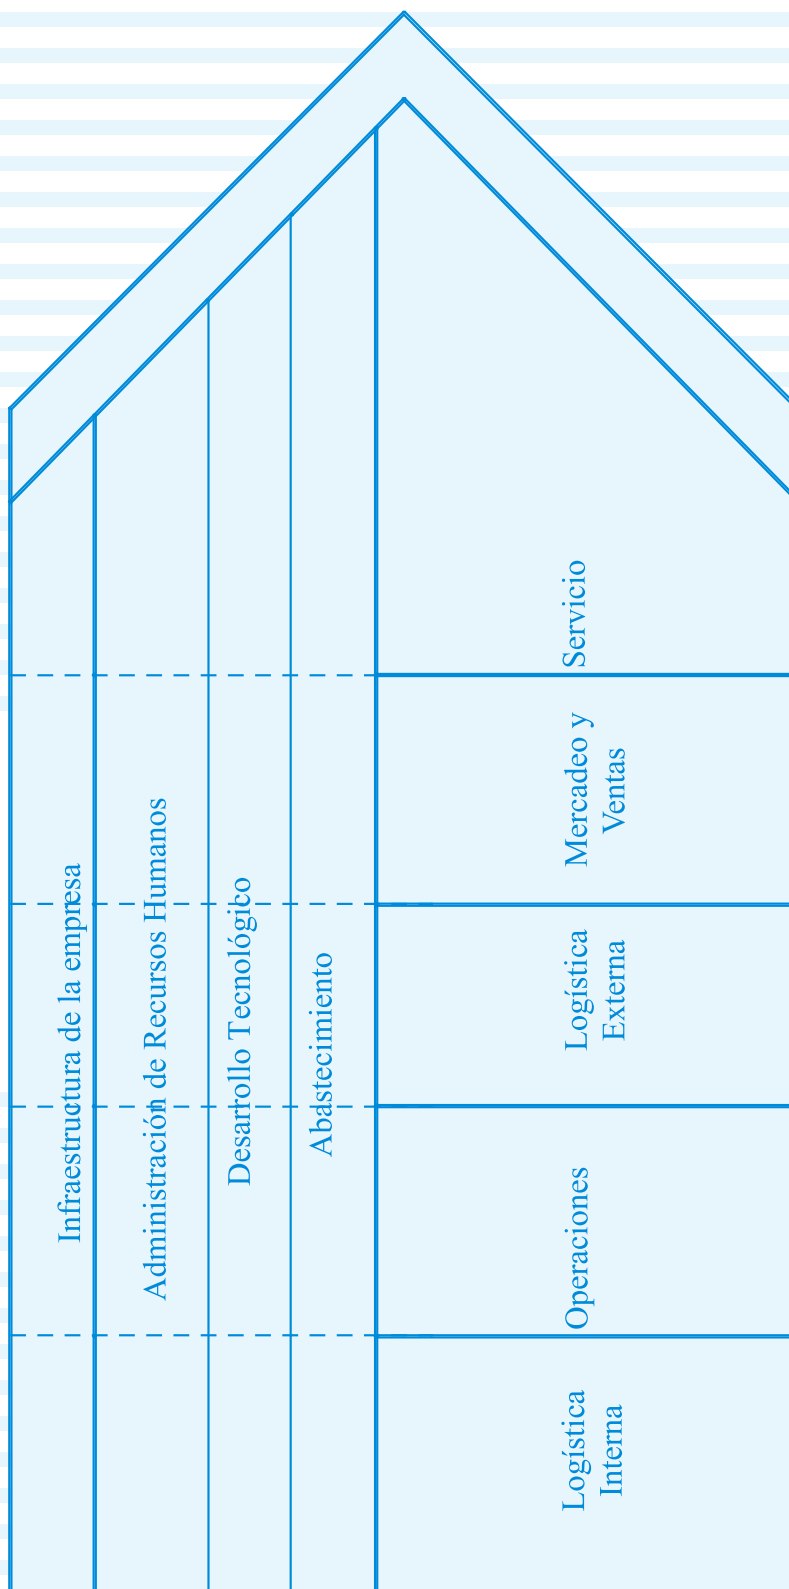 Infraestructura de la empresa
Administración de Recursos Humanos
Desarrollo Tecnológico
Abastecimiento
Logística
Interna
Operaciones
Logística
Externa
Mercadeo y
Ventas
Servicio